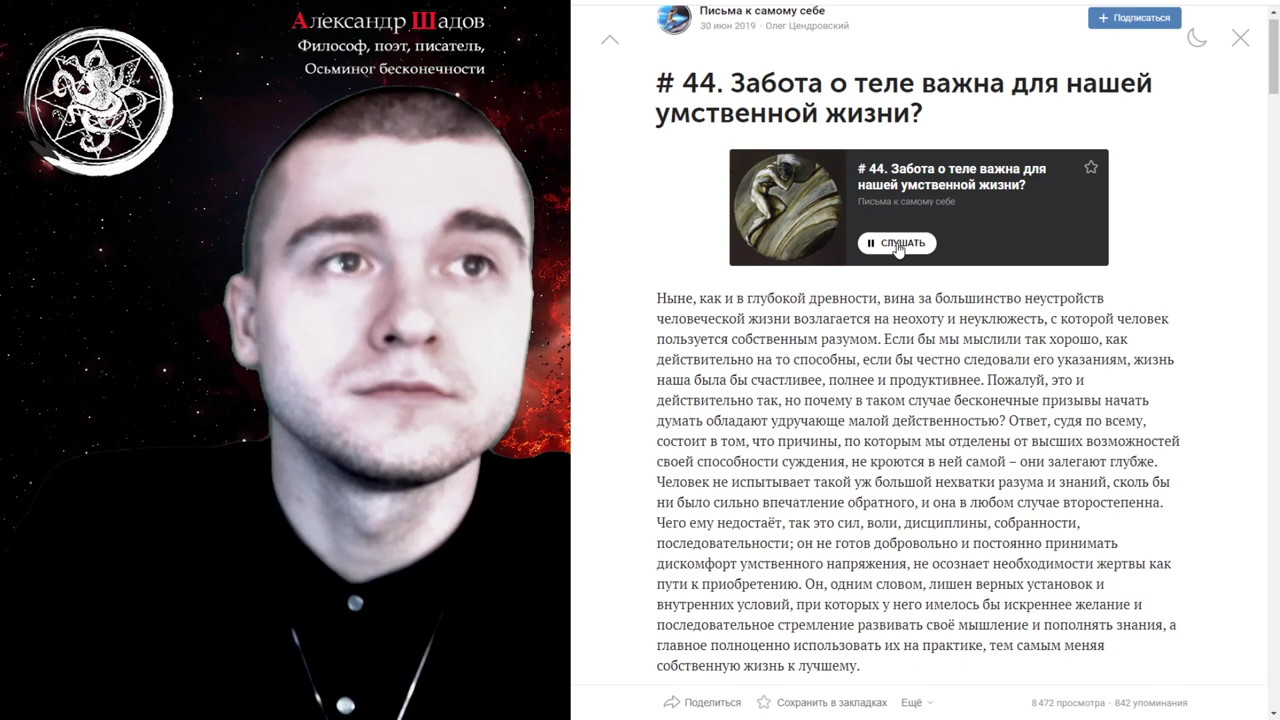 Александр Шадов
Философ, поэт, писатель,
Осьминог бесконечности
Письма к самому себе
30 июн 2019 · Олег Цендровский
+ Подписаться
# 44. Забота о теле важна для нашей
умственной жизни?
# 44. Забота о теле важна для
нашей умственной жизни?
Письма к самому себе
СЛУШАТЬ
Ныне, как и в глубокой древности, вина за большинство неустройств
человеческой жизни возлагается на неохоту и неуклюжесть, с которой человек
пользуется собственным разумом. Если бы мы мыслили так хорошо, как
действительно на то способны, если бы честно следовали его указаниям, жизнь
наша была бы счастливее, полнее и продуктивнее. Пожалуй, это и
действительно так, но почему в таком случае бесконечные призывы начать
думать обладают удручающе малой действенностью? Ответ, судя по всему,
состоит в том, что причины, по которым мы отделены от высших возможностей
своей способности суждения, не кроются в ней самой – они залегают глубже.
Человек не испытывает такой уж большой нехватки разума и знаний, сколь бы
ни было сильно впечатление обратного, и она в любом случае второстепенна.
Чего ему недостаёт, так это сил, воли, дисциплины, собранности,
последовательности; он не готов добровольно и постоянно принимать
дискомфорт умственного напряжения, не осознает необходимости жертвы как
пути к приобретению. Он, одним словом, лишен верных установок и
внутренних условий, при которых у него имелось бы искреннее желание и
последовательное стремление развивать своё мышление и пополнять знания, а
главное полноценно использовать их на практике, тем самым меняя
собственную жизнь к лучшему.
Поделиться
Сохранить в закладках
Ещё
8 472 просмотра · 842 упоминания